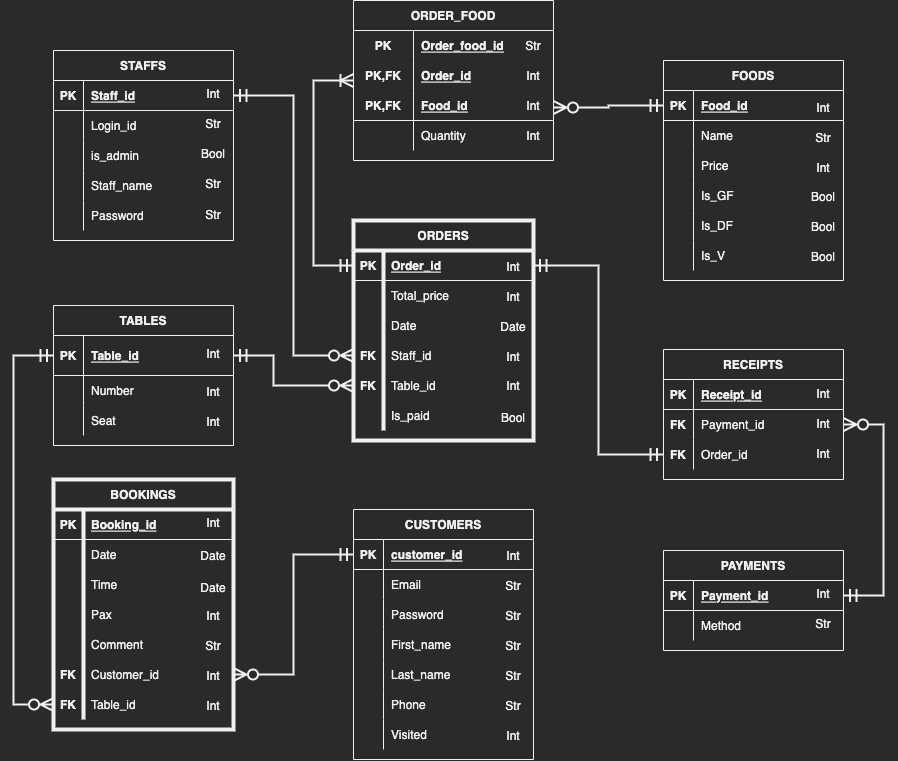 ORDER_FOOD
PK Order_food_id Str
PK,FK Order_id Int
PK,FK Food_id Int
Quantity Int
STAFFS
PK Staff_id Int
Login_id Str
is_admin Bool
Staff_name Str
Password Str
FOODS
PK Food_id Int
Name Str
Price Int
Is_GF Bool
Is_DF Bool
Is_V Bool
ORDERS
PK Order_id Int
Total_price Int
Date Date
FK Staff_id Int
FK Table_id Int
Is_paid Bool
TABLES
PK Table_id Int
Number Int
Seat Int
RECEIPTS
PK Receipt_id Int
FK Payment_id Int
FK Order_id Int
BOOKINGS
PK Booking_id Int
Date Date
Time Date
Pax Int
Comment Str
FK Customer_id Int
FK Table_id Int
CUSTOMERS
PK customer_id Int
Email Str
Password Str
First_name Str
Last_name Str
Phone Str
Visited Int
PAYMENTS
PK Payment_id Int
Method Str